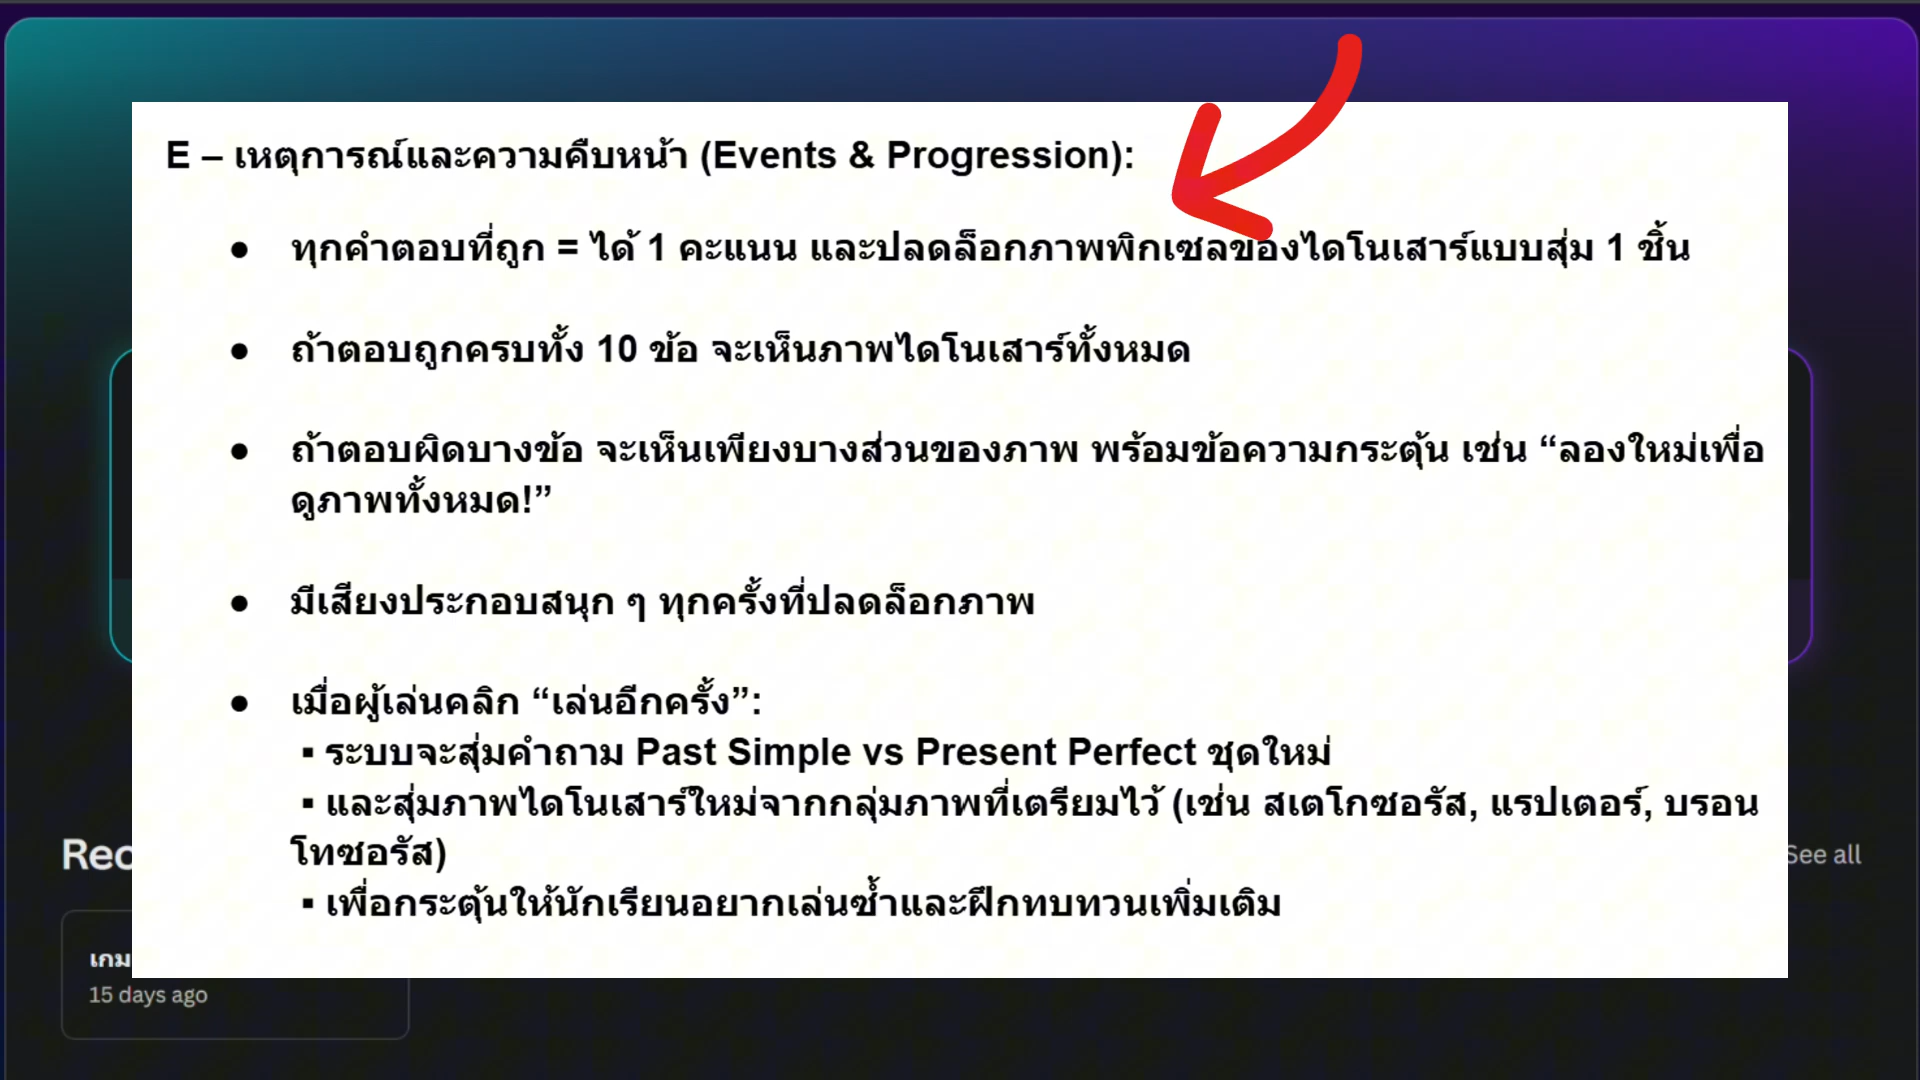 E – เหตุการณ์และความคืบหน้า (Events & Progression):
● ทุกคำตอบที่ถูก = ได้ 1 คะแนน และปลดล็อกภาพพิกเซลของไดโนเสาร์แบบสุ่ม 1 ชิ้น
● ถ้าตอบถูกครบทั้ง 10 ข้อ จะเห็นภาพไดโนเสาร์ทั้งหมด
● ถ้าตอบผิดบางข้อ จะเห็นเพียงบางส่วนของภาพ พร้อมข้อความกระตุ้น เช่น “ลองใหม่เพื่อ
ดูภาพทั้งหมด!”
● มีเสียงประกอบสนุก ๆ ทุกครั้งที่ปลดล็อกภาพ
● เมื่อผู้เล่นคลิก “เล่นอีกครั้ง”:
▪ ระบบจะสุ่มคำถาม Past Simple vs Present Perfect ชุดใหม่
▪ และสุ่มภาพไดโนเสาร์ใหม่จากกลุ่มภาพที่เตรียมไว้ (เช่น สเตโกซอรัส, แรปเตอร์, บรอน
โทซอรัส)
▪ เพื่อกระตุ้นให้นักเรียนอยากเล่นซ้ำและฝึกทบทวนเพิ่มเติม
Rec
See all
เกม
15 days ago